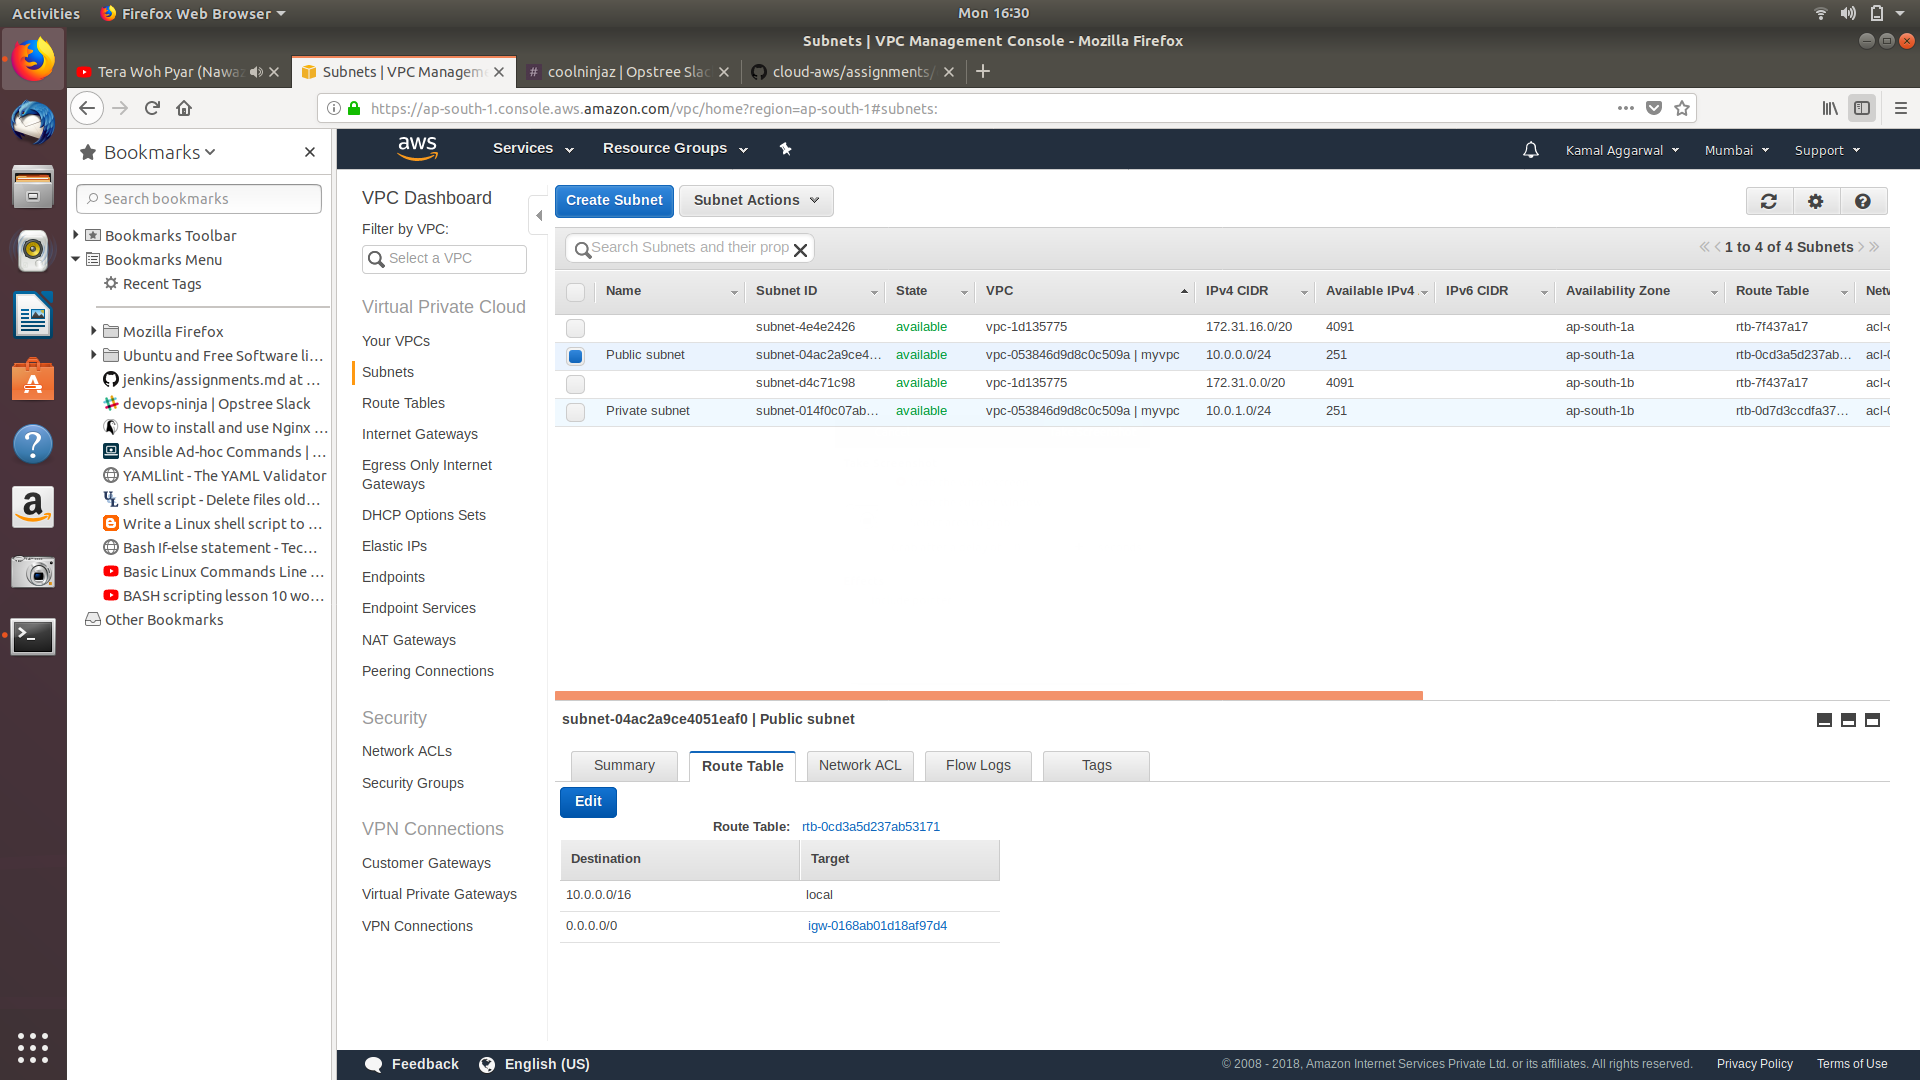 Activities
Firefox Web Browser
Mon 16:30
Subnets | VPC Management Console - Mozilla Firefox
Tera Woh Pyar (Nawaz
Subnets | VPC Managem
coolninjaz | Opstree Slac
cloud-aws/assignments/
https://ap-south-1.console.aws.amazon.com/vpc/home?region=ap-south-1#subnets:
Bookmarks
Search bookmarks
Bookmarks Toolbar
Bookmarks Menu
Recent Tags
Mozilla Firefox
Ubuntu and Free Software li...
jenkins/assignments.md at ...
devops-ninja | Opstree Slack
How to install and use Nginx ...
Ansible Ad-hoc Commands | ...
YAMLlint - The YAML Validator
shell script - Delete files old...
Write a Linux shell script to ...
Bash If-else statement - Tec...
Basic Linux Commands Line ...
BASH scripting lesson 10 wo...
Other Bookmarks
aws
Services
Resource Groups
Kamal Aggarwal
Mumbai
Support
VPC Dashboard
Filter by VPC:
Select a VPC
Virtual Private Cloud
Your VPCs
Subnets
Route Tables
Internet Gateways
Egress Only Internet
Gateways
DHCP Options Sets
Elastic IPs
Endpoints
Endpoint Services
NAT Gateways
Peering Connections
Security
Network ACLs
Security Groups
VPN Connections
Customer Gateways
Virtual Private Gateways
VPN Connections
Create Subnet
Subnet Actions
Search Subnets and their prop
1 to 4 of 4 Subnets
Name Subnet ID State VPC IPv4 CIDR Available IPv4 IPv6 CIDR Availability Zone Route Table Netw
subnet-4e4e2426 available vpc-1d135775 172.31.16.0/20 4091 ap-south-1a rtb-7f437a17 acl-c
Public subnet subnet-04ac2a9ce4... available vpc-053846d9d8c0c509a | myvpc 10.0.0.0/24 251 ap-south-1a rtb-0cd3a5d237ab... acl-0
subnet-d4c71c98 available vpc-1d135775 172.31.0.0/20 4091 ap-south-1b rtb-7f437a17 acl-c
Private subnet subnet-014f0c07ab... available vpc-053846d9d8c0c509a | myvpc 10.0.1.0/24 251 ap-south-1b rtb-0d7d3ccdfa37... acl-0
subnet-04ac2a9ce4051eaf0 | Public subnet
Summary
Route Table
Network ACL
Flow Logs
Tags
Edit
Route Table: rtb-0cd3a5d237ab53171
Destination Target
10.0.0.0/16 local
0.0.0.0/0 igw-0168ab01d18af97d4
Feedback
English (US)
© 2008 - 2018, Amazon Internet Services Private Ltd. or its affiliates. All rights reserved.
Privacy Policy
Terms of Use